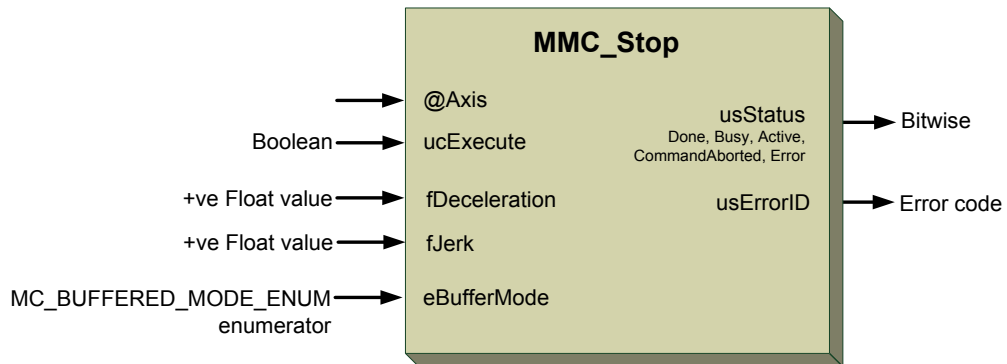 MMC_Stop
@Axis
Boolean
ucExecute
+ve Float value
fDeceleration
+ve Float value
fJerk
MC_BUFFERED_MODE_ENUM
enumerator
eBufferMode
usStatus
Done, Busy, Active,
CommandAborted, Error
Bitwise
usErrorID
Error code